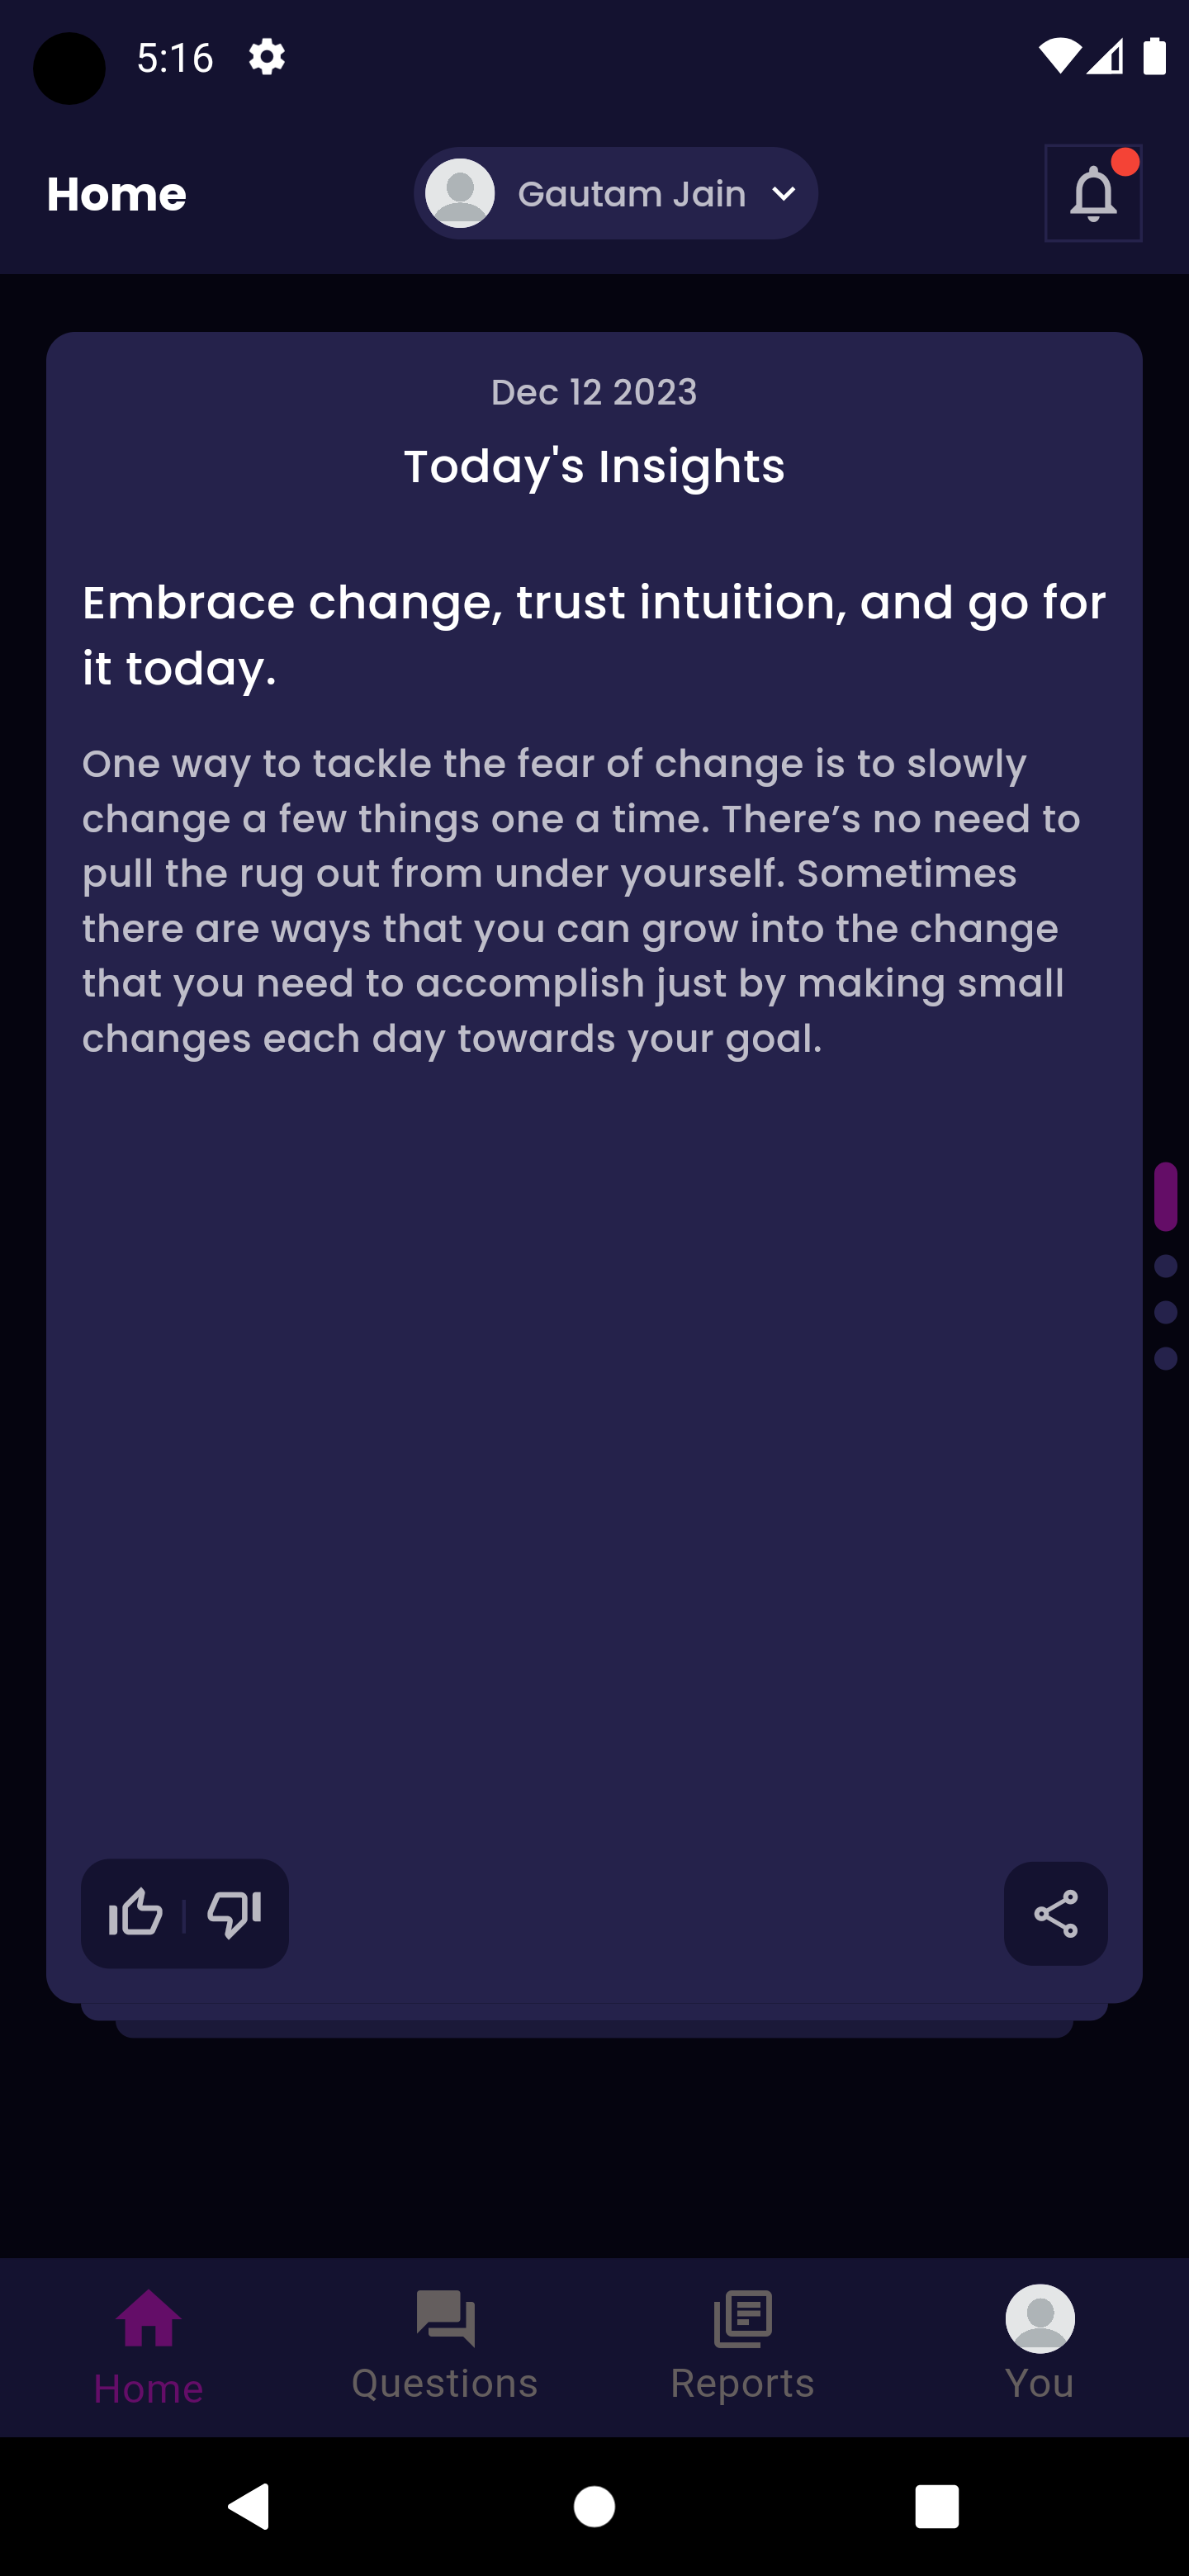 5:16
Home
Gautam Jain
Dec 12 2023
Today's Insights
Embrace change, trust intuition, and go for
it today.
One way to tackle the fear of change is to slowly
change a few things one a time. There’s no need to
pull the rug out from under yourself. Sometimes
there are ways that you can grow into the change
that you need to accomplish just by making small
changes each day towards your goal.
Home
Questions
Reports
You